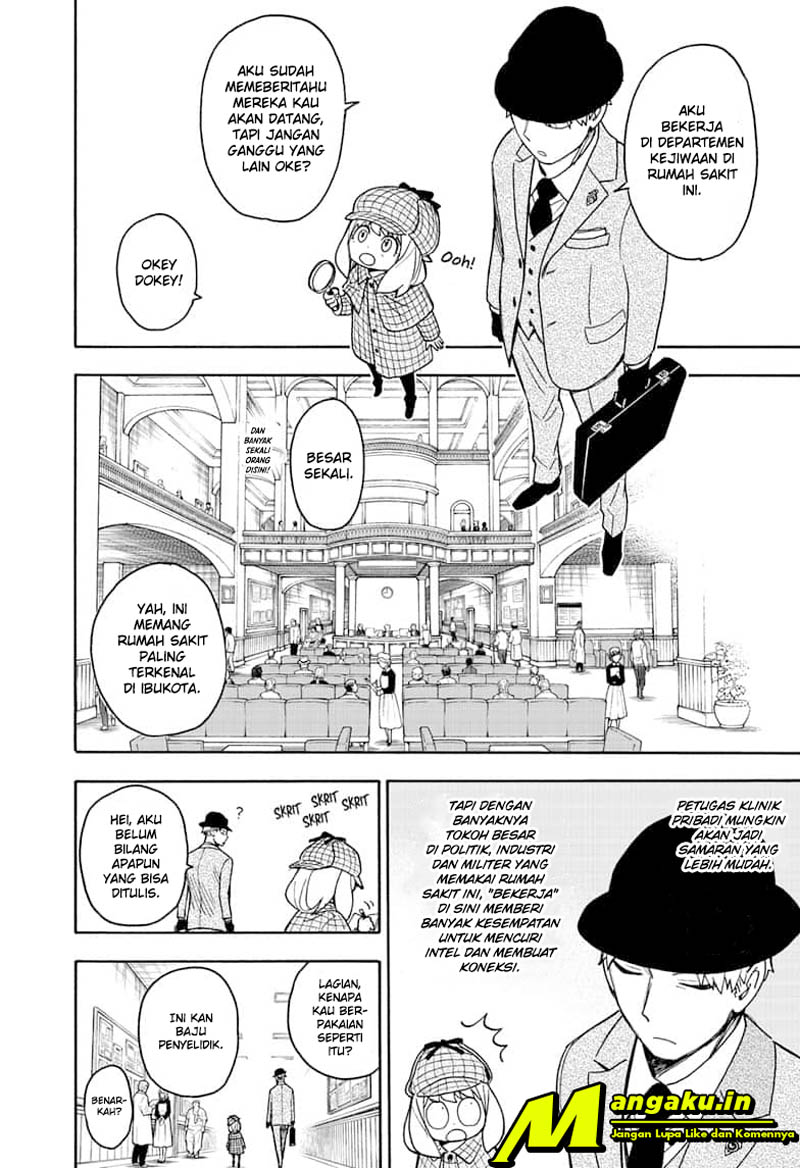 AKU
BEKERJA
DI DEPARTEMEN
KEJIWAAN DI
RUMAH SAKIT
INI.
AKU SUDAH
MEMEBERITAHU
MEREKA KAU
AKAN DATANG,
TAPI JANGAN
GANGGU YANG
LAIN OKE?
Ooh!
OKEY
DOKEY!
BESAR
SEKALI.
DAN
BANYAK
SEKALI
ORANG
DISINI!
YAH, INI
MEMANG
RUMAH SAKIT
PALING
TERKENAL
DI IBUKOTA.
PETUGAS KLINIK
PRIBADI MUNGKIN
AKAN JADI
SAMARAN YANG
LEBIH MUDAH.
TAPI DENGAN
BANYAKNYA
TOKOH BESAR
DI POLITIK, INDUSTRI
DAN MILITER YANG
MEMAKAI RUMAH
SAKIT INI, "BEKERJA"
DI SINI MEMBERI
BANYAK KESEMPATAN
UNTUK MENCURI
INTEL DAN MEMBUAT
KONEKSI.
SKRIT
SKRIT
SKRIT
SKRIT
?
HEI, AKU
BELUM
BILANG
APAPUN
YANG BISA
DITULIS.
LAGIAN,
KENAPA
KAU BER-
PAKAIAN
SEPERTI
ITU?
INI KAN
BAJU
PENYELIDIK.
BENAR-
KAH?
Mangaku.in
Jangan Lupa Like dan Komennya